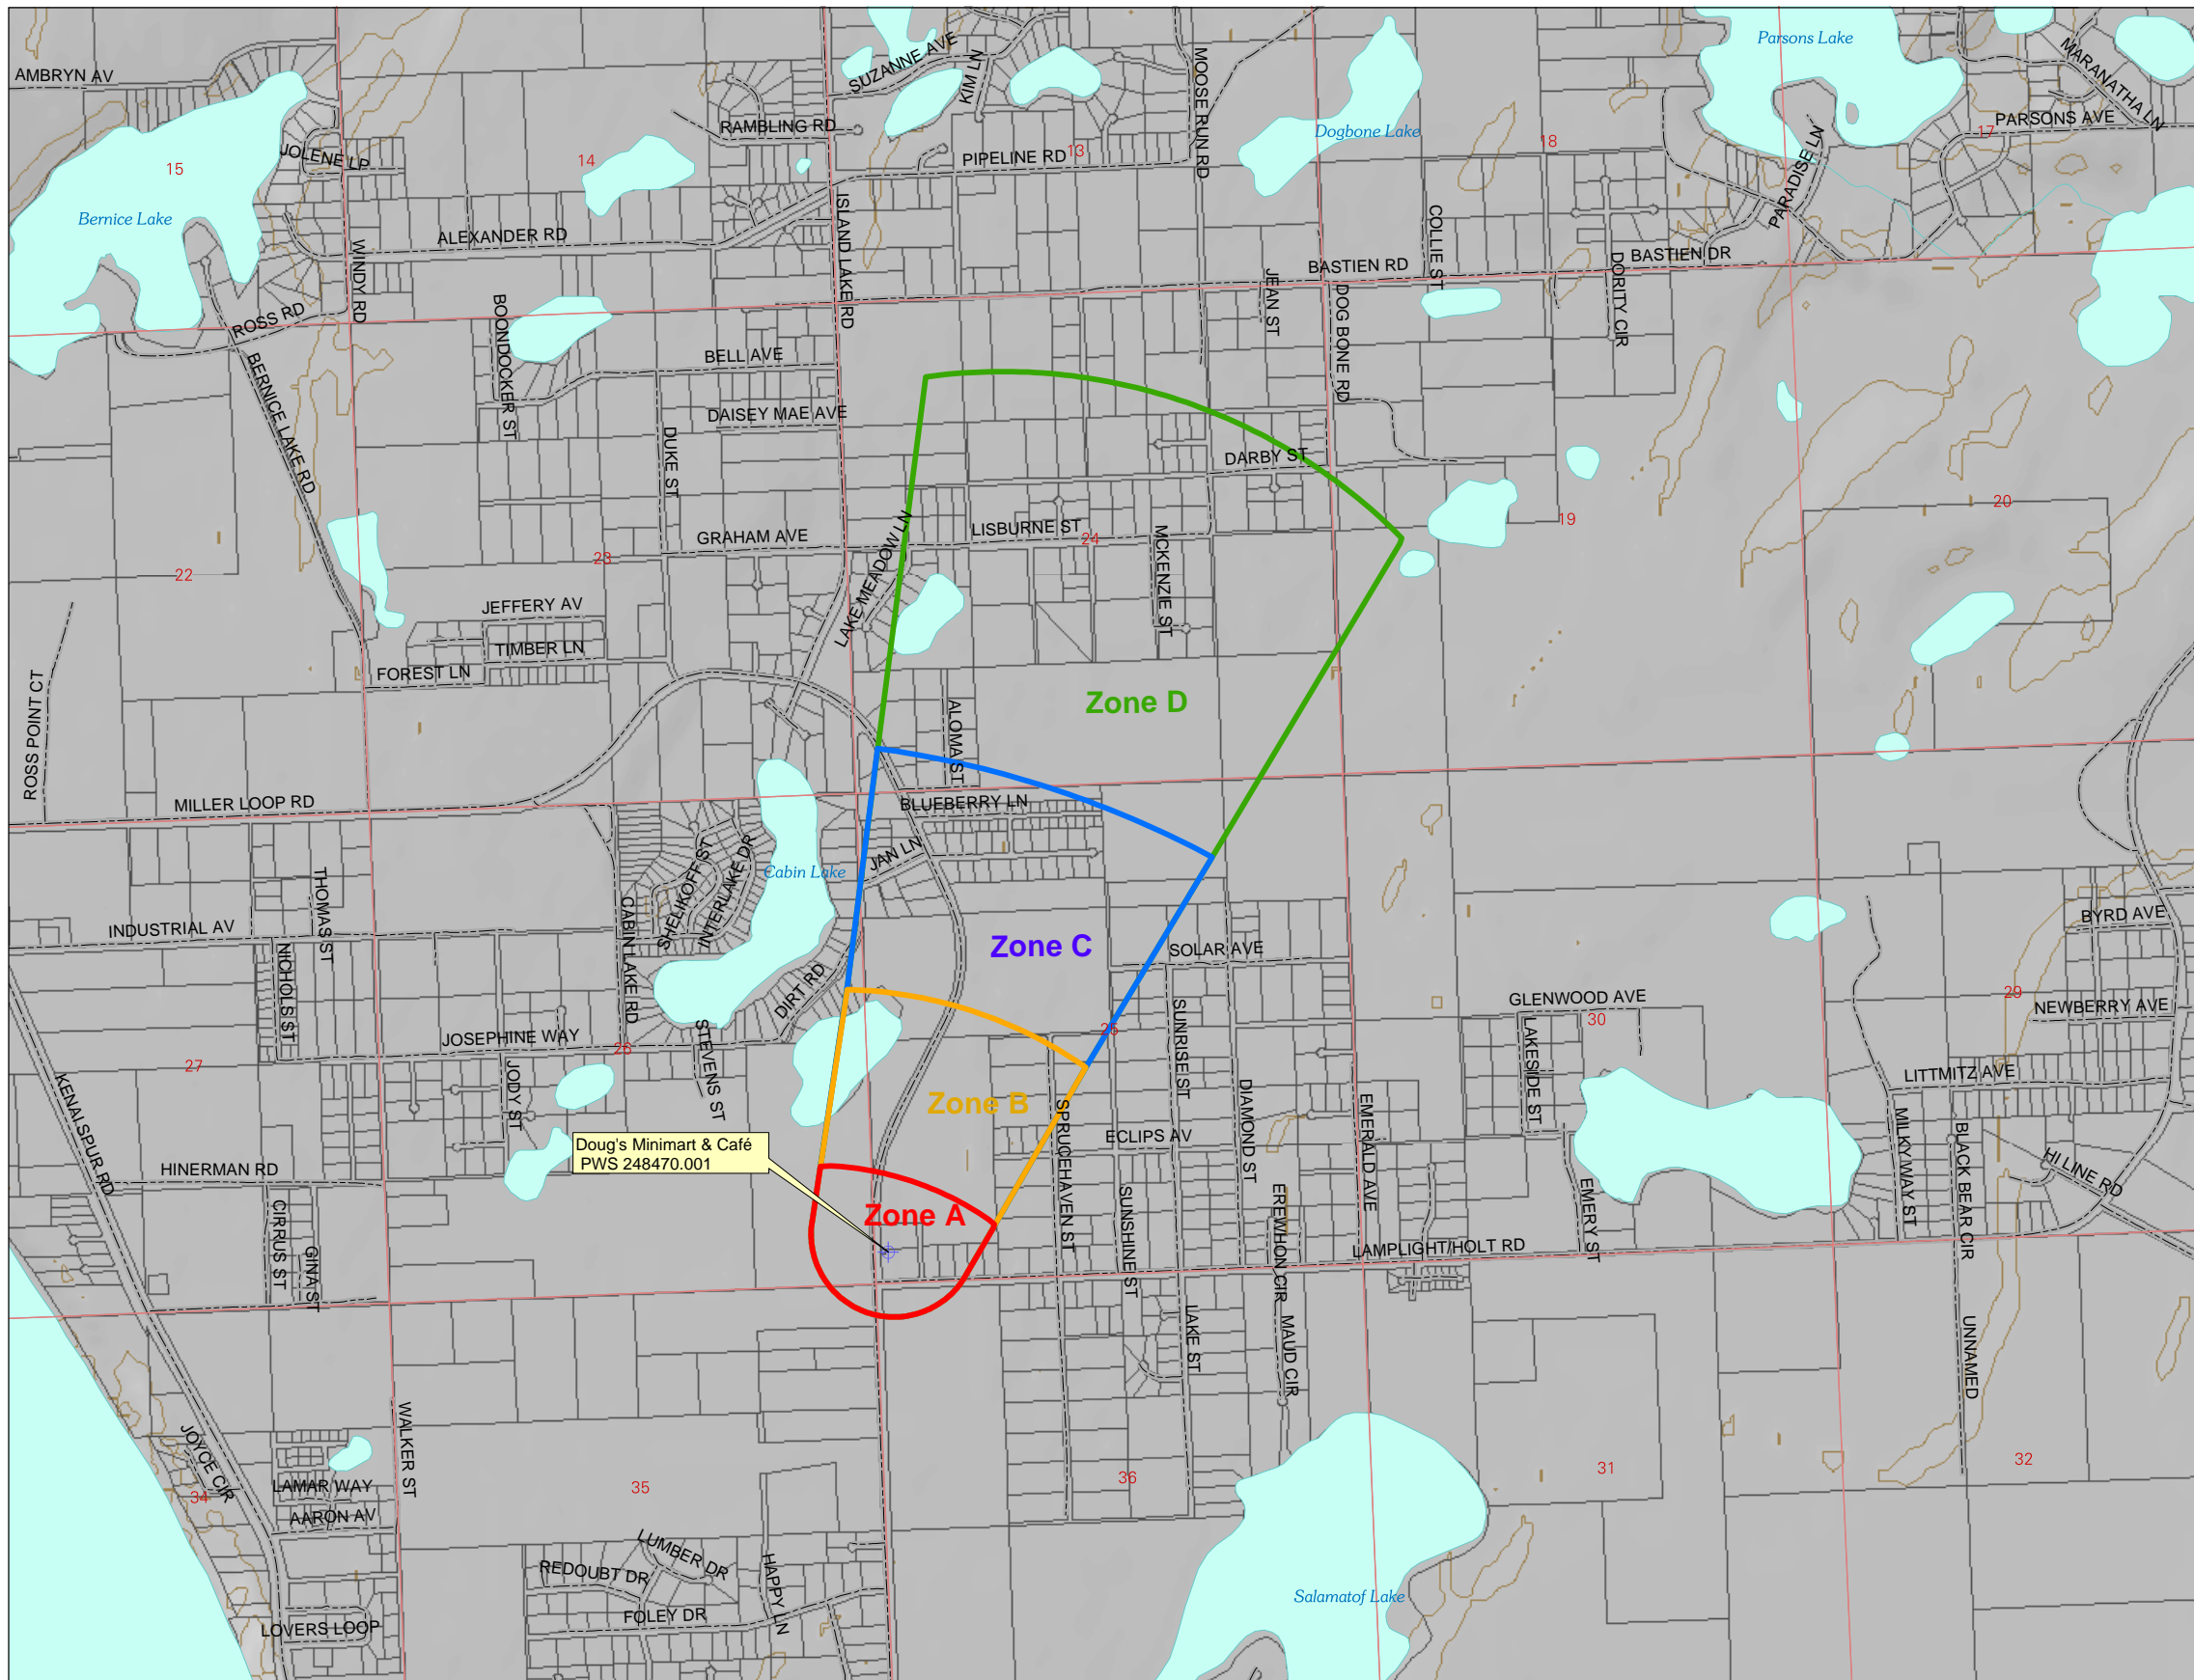 Parsons Lake
MARANATHA LN
SUZANNE AVE
KIM LN
MOOSE RUN RD
AMBRYN AV
PARSONS AVE
17
RAMBLING RD
Dogbone Lake
18
JOLENE LP
14
PIPELINE RD
13
15
PARADISE LN
Bernice Lake
ISLAND LAKE RD
COLLIE ST
ALEXANDER RD
WINDY RD
BASTIEN RD
BASTIEN DR
DORITY CIR
JEAN ST
DOG BONE RD
ROSS RD
BOONDOCKER ST
BELL AVE
BERNICE LAKE RD
DAISEY MAE AVE
DUKE ST
DARBY ST
20
19
LAKE MEADOW LN
LISBURNE ST
24
GRAHAM AVE
MCKENZIE ST
23
22
JEFFERY AV
TIMBER LN
FOREST LN
ROSS POINT CT
Zone D
ALOMA ST
MILLER LOOP RD
BLUEBERRY LN
SHELIKOFF ST
INTERLAKE DR
JAN LN
Cabin Lake
THOMAS ST
CABIN LAKE RD
INDUSTRIAL AV
BYRD AVE
NICHOLS ST
Zone C
SOLAR AVE
DIRT RD
GLENWOOD AVE
29
NEWBERRY AVE
SUNRISE ST
30
25
LAKESIDE ST
STEVENS ST
JOSEPHINE WAY
26
27
KENAI SPUR RD
JODY ST
LITTMITZ AVE
Zone B
DIAMOND ST
EMERALD AVE
SPRUCEHAVEN ST
MILKY WAY ST
BLACK BEAR CIR
ECLIPS AV
Doug's Minimart & Café
PWS 248470.001
HINERMAN RD
HI LINE RD
CIRRUS ST
GINA ST
Zone A
SUNSHINE ST
EREWHON CIR
EMERY ST
LAMPLIGHT/HOLT RD
LAKE ST
MAUD CIR
UNNAMED
WALKER ST
JOYCE CIR
32
31
36
35
34
LAMAR WAY
AARON AV
LUMBER DR
REDOUBT DR
HAPPY LN
Salamatof Lake
FOLEY DR
LOVERS LOOP